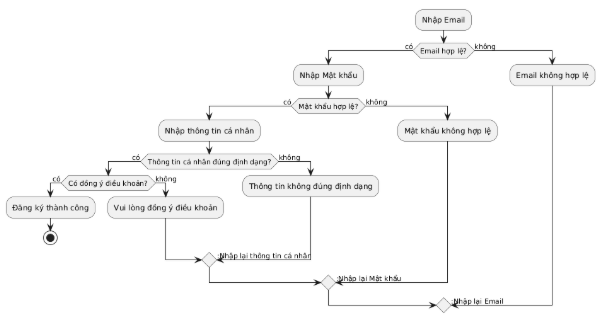 Nhập Email
có
Email hợp lệ?
không
Nhập Mật khẩu
Email không hợp lệ
có
Mật khẩu hợp lệ?
không
Nhập thông tin cá nhân
Mật khẩu không hợp lệ
có
Thông tin cá nhân đúng định dạng?
không
có
Có đồng ý điều khoản?
không
Thông tin không đúng định dạng
Đăng ký thành công
Vui lòng đồng ý điều khoản
:Nhập lại thông tin cá nhân
:Nhập lại Mật khẩu
:Nhập lại Email